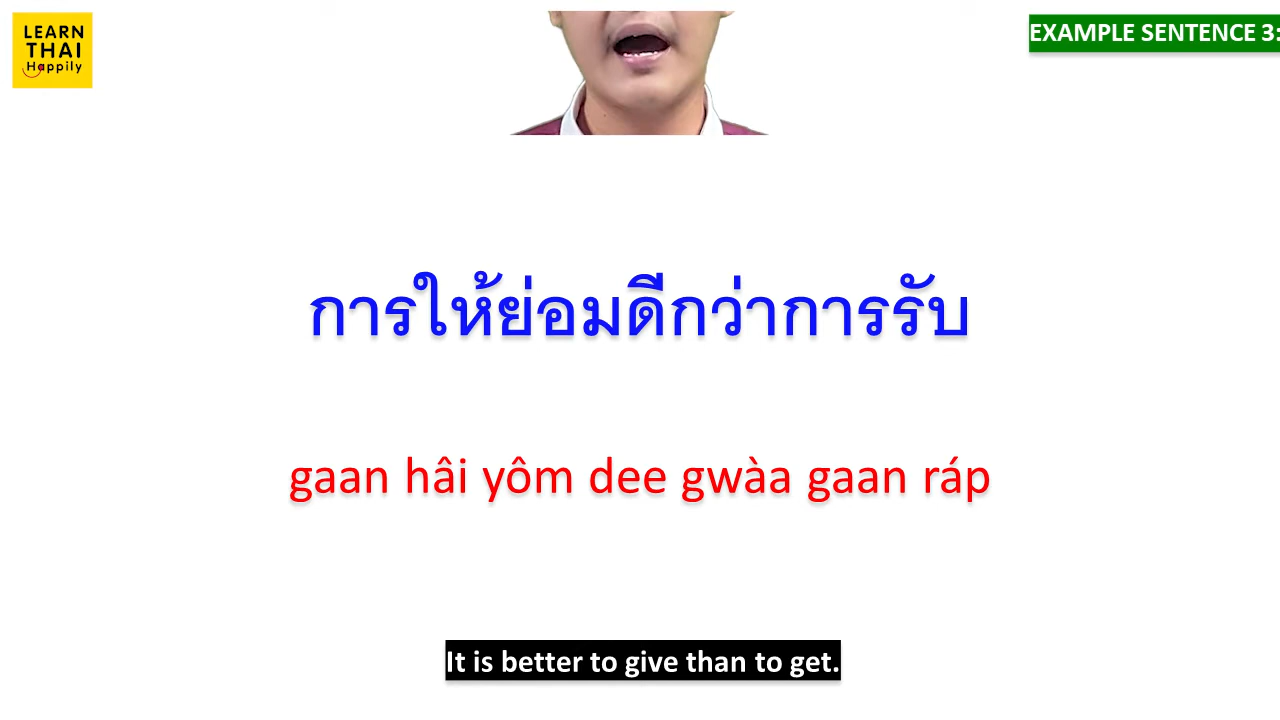 LEARN
THAI
Happily
EXAMPLE SENTENCE 3:
การให้ย่อมดีกว่าการรับ
gaan hâi yôm dee gwàa gaan ráp
It is better to give than to get.